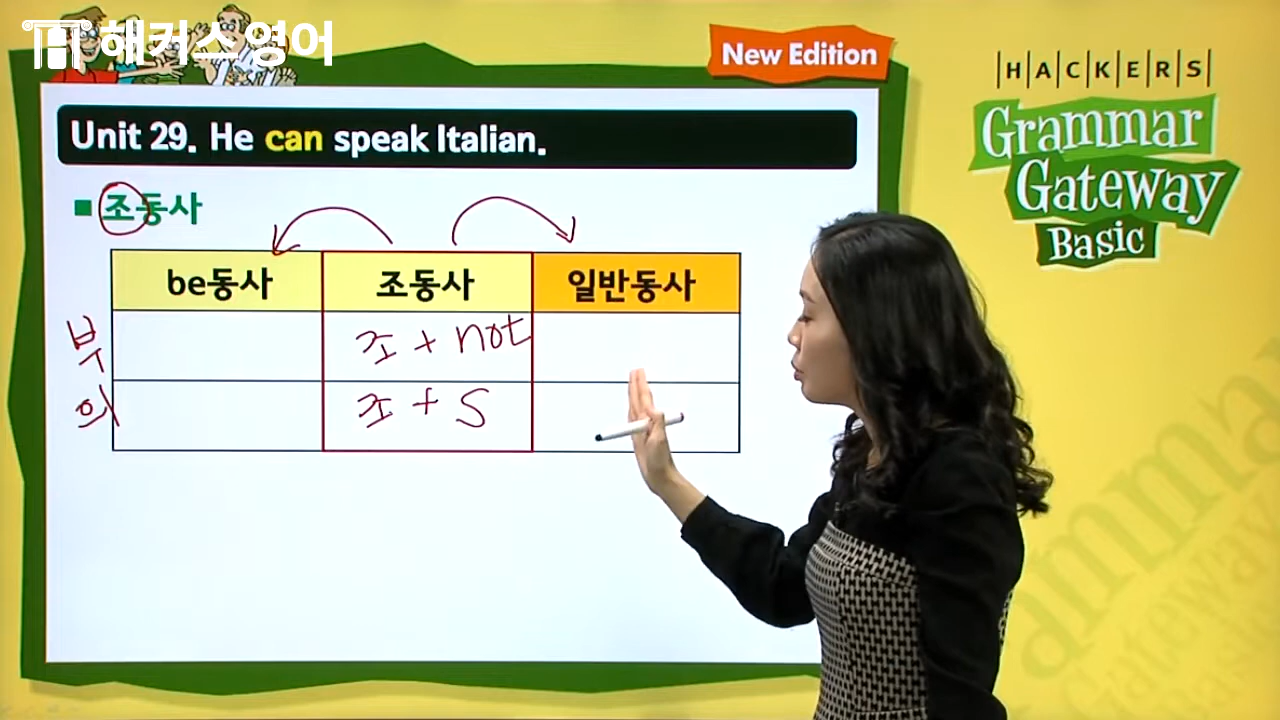 해커스 영어
New Edition
HACKERS
Grammar
Gateway
Basic
Unit 29. He can speak Italian.
조동사
be동사 조동사 일반동사
부 조 + not
의 조 + S